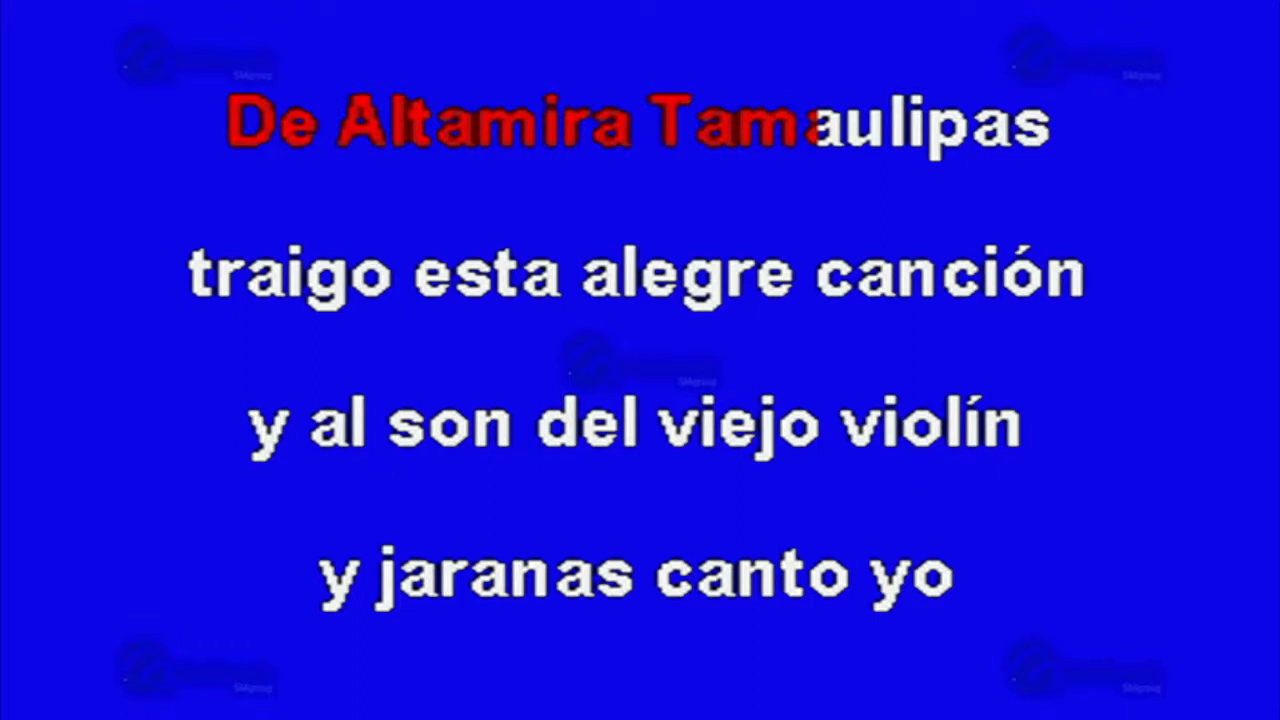 De Altamira Tamaulipas
traigo esta alegre canción
y al son del viejo violín
y jaranas canto yo